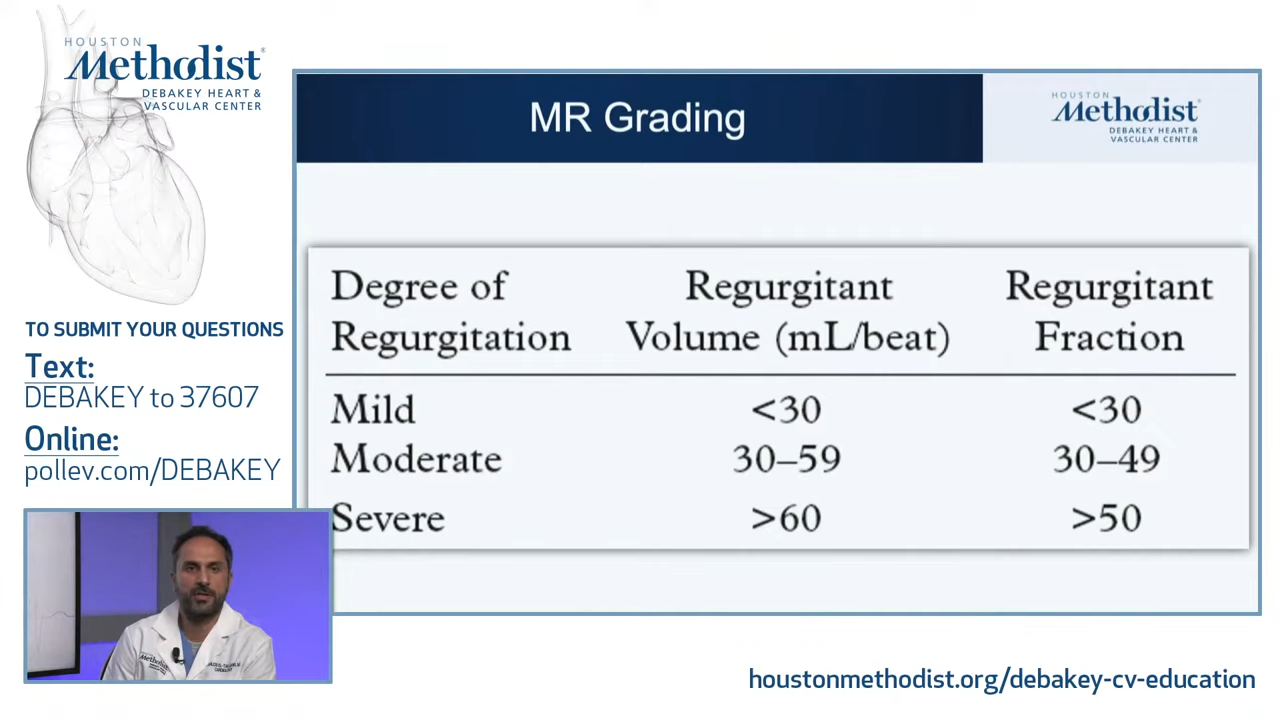 HOUSTON
Methodist®
DEBAKEY HEART &
VASCULAR CENTER
TO SUBMIT YOUR QUESTIONS
Text:
DEBAKEY to 37607
Online:
pollev.com/DEBAKEY
MR Grading
HOUSTON
Methodist®
DEBAKEY HEART &
VASCULAR CENTER
Degree of Regurgitant Regurgitant
Regurgitation Volume (mL/beat) Fraction
Mild <30 <30
Moderate 30–59 30–49
Severe >60 >50
Methodist
houstonmethodist.org/debakey-cv-education